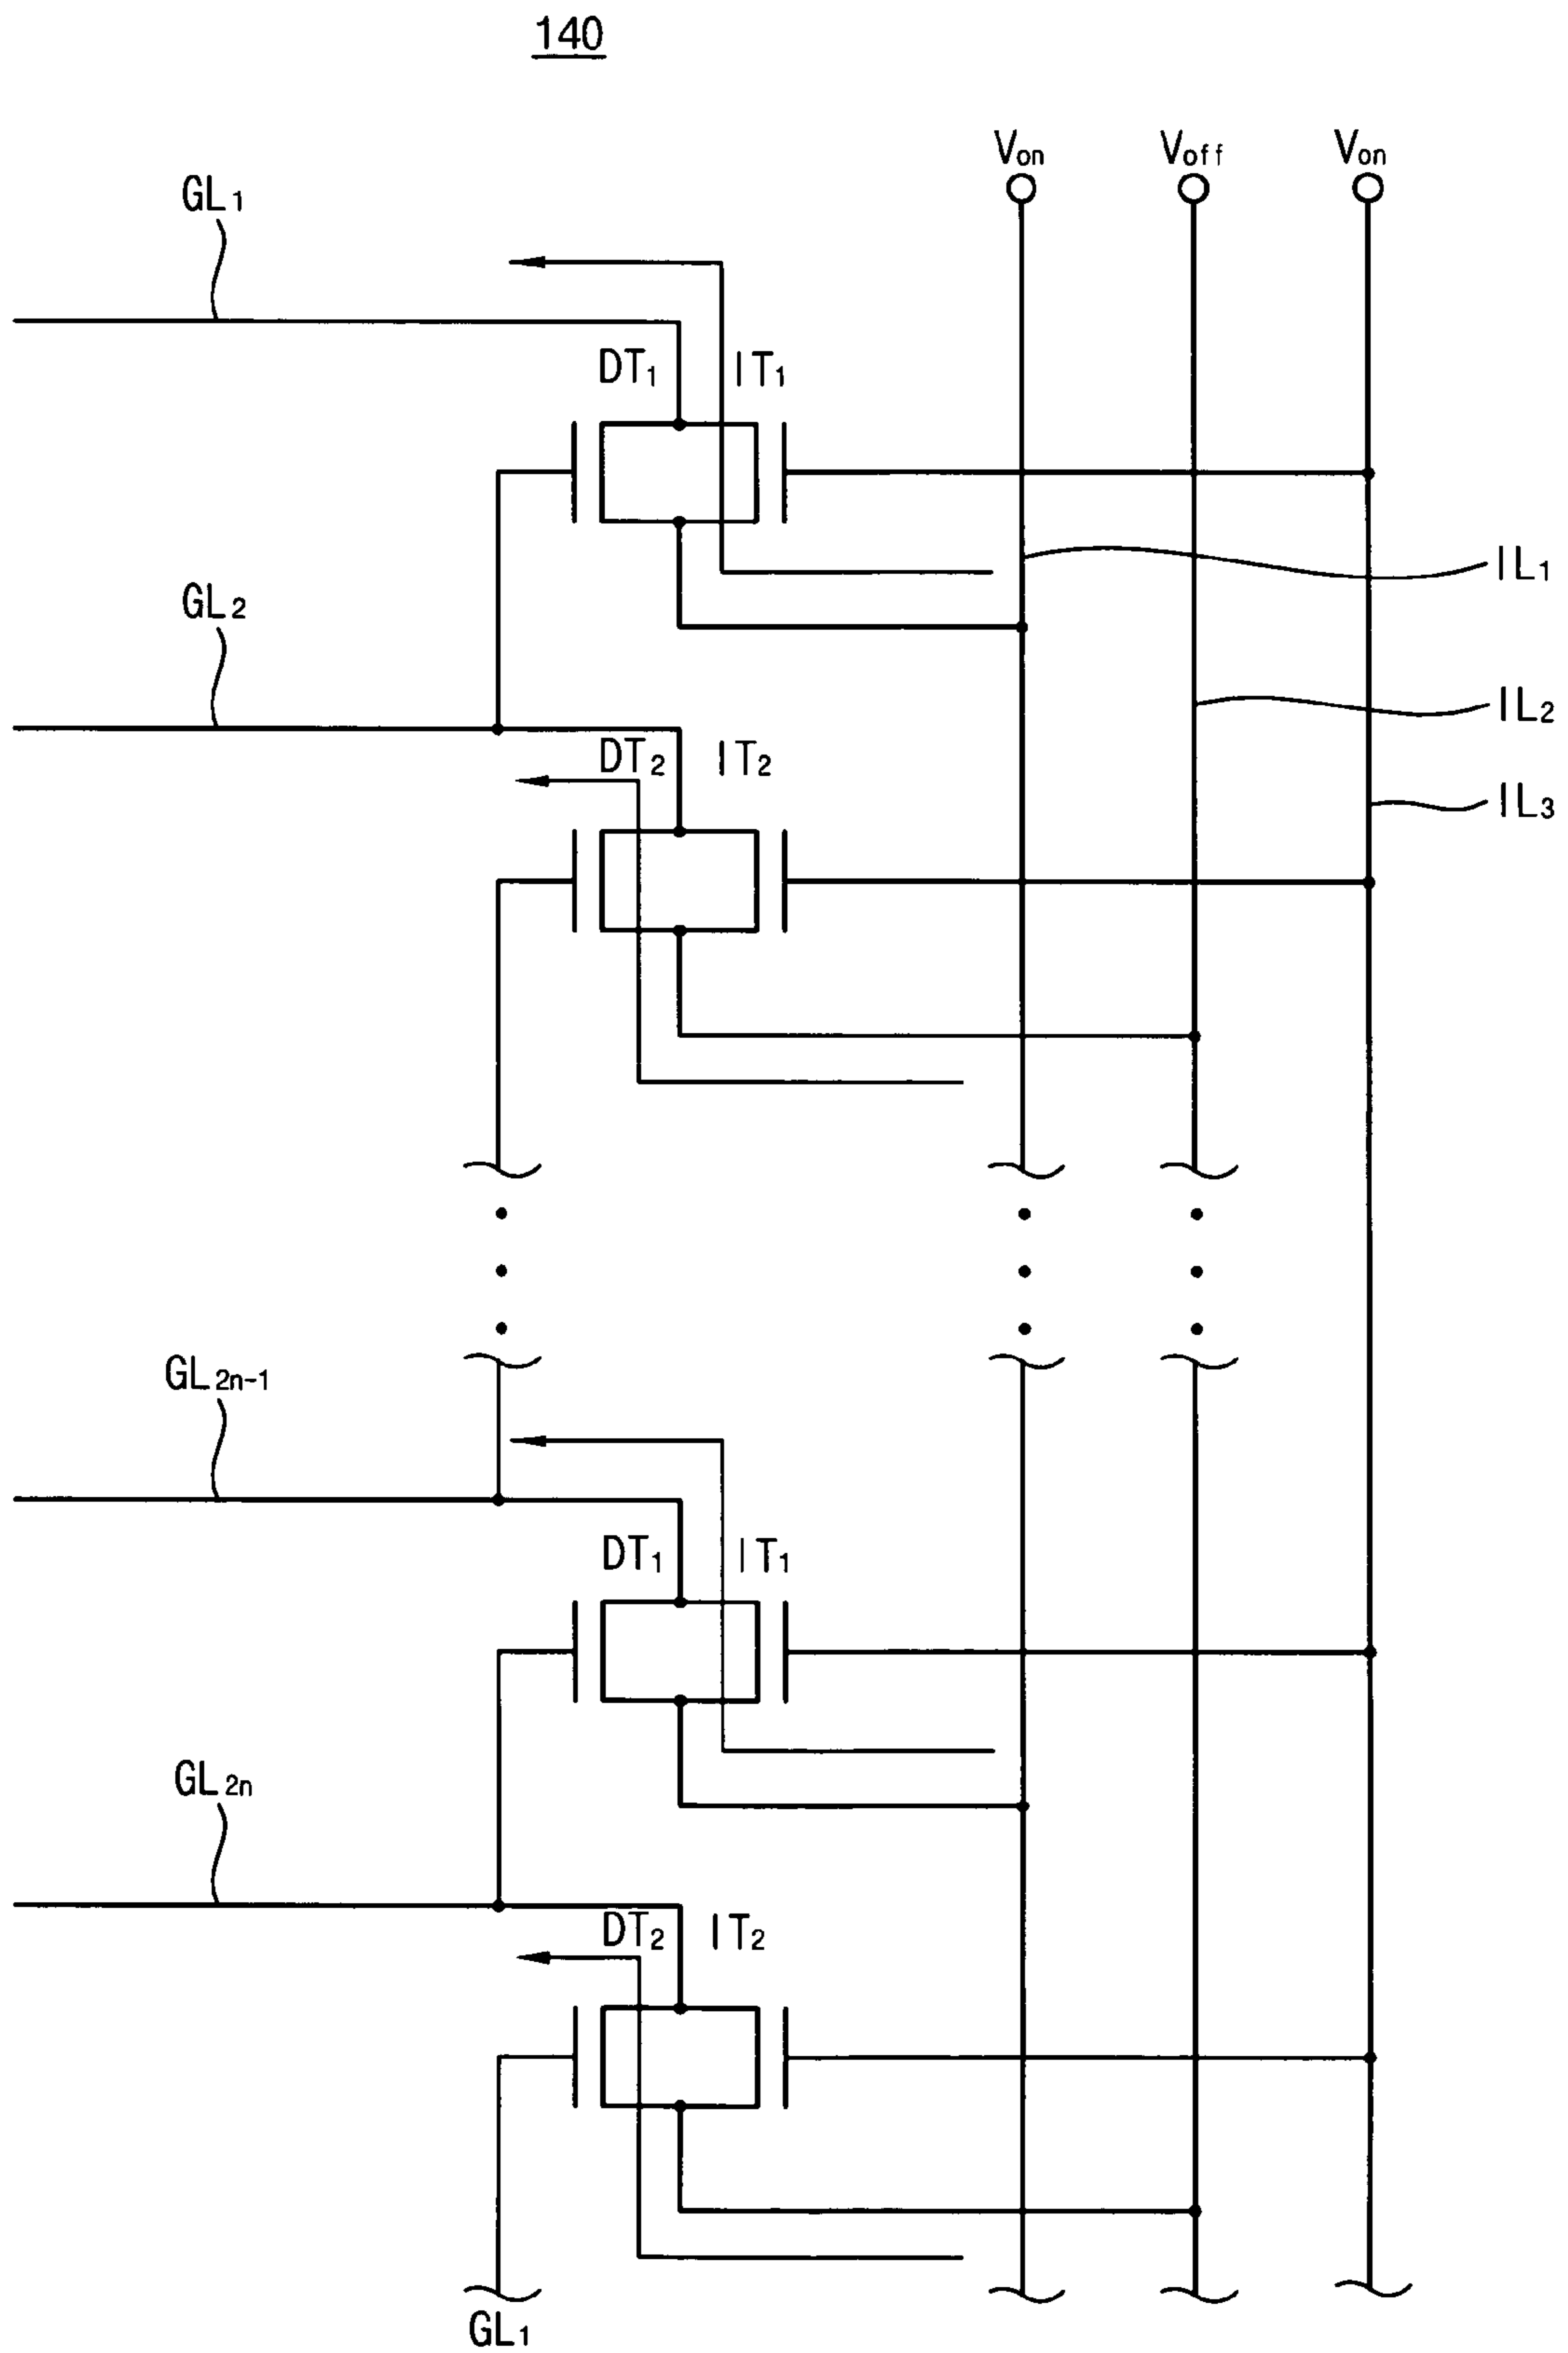 140
Von Voff Von
GL1
DT1 IT1
IL1
GL2
IL2
DT2 IT2
IL3
GL2n-1
DT1 IT1
GL2n
DT2 IT2
GL1